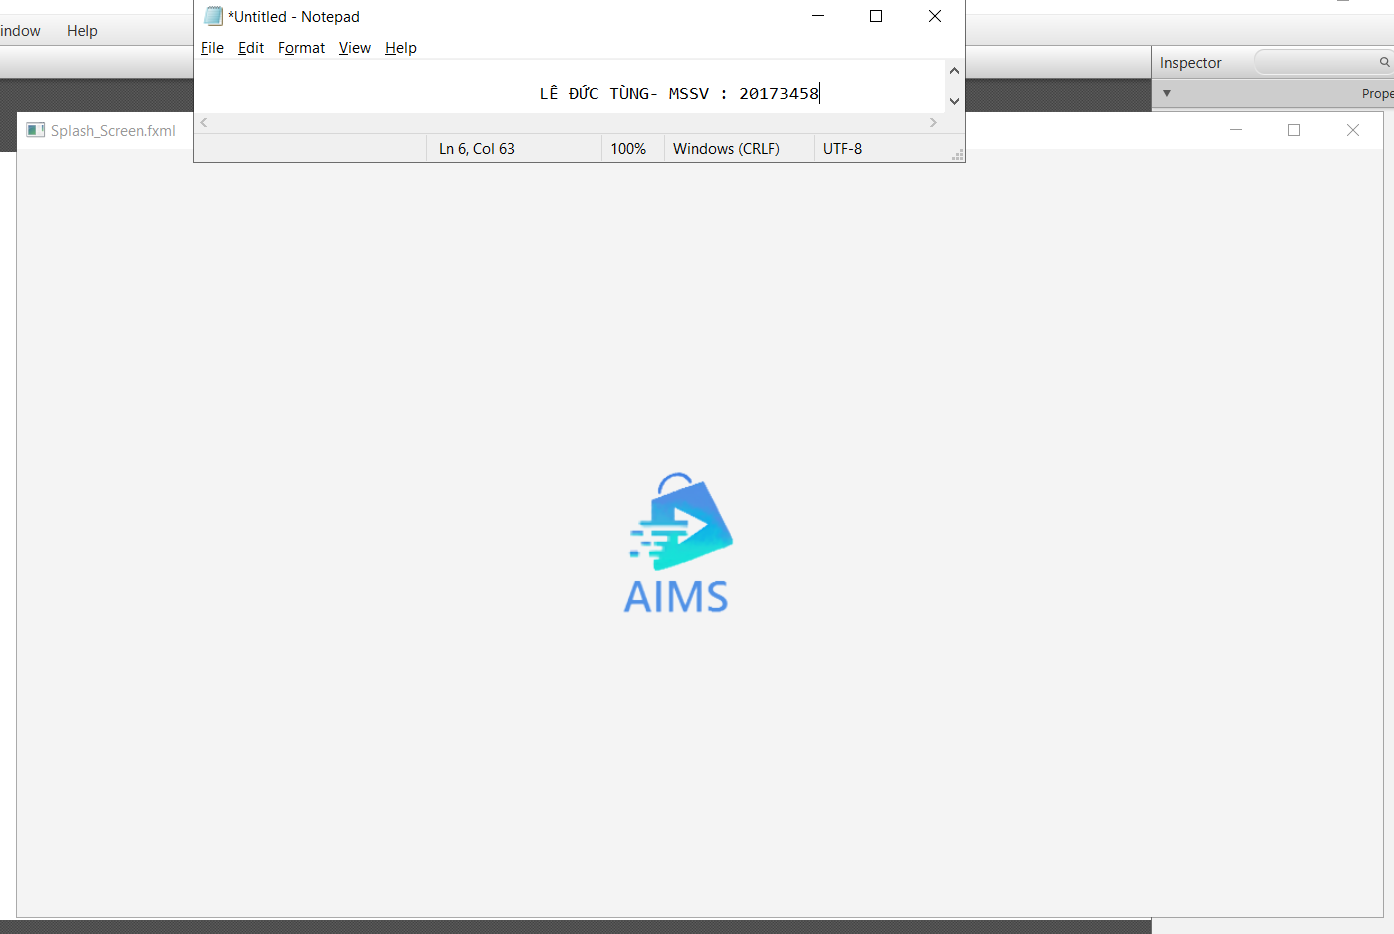 *Untitled - Notepad
indow Help
File Edit Format View Help
Inspector
LÊ ĐỨC TÙNG- MSSV : 20173458
Prope
Splash_Screen.fxml
Ln 6, Col 63 100% Windows (CRLF) UTF-8
AIMS